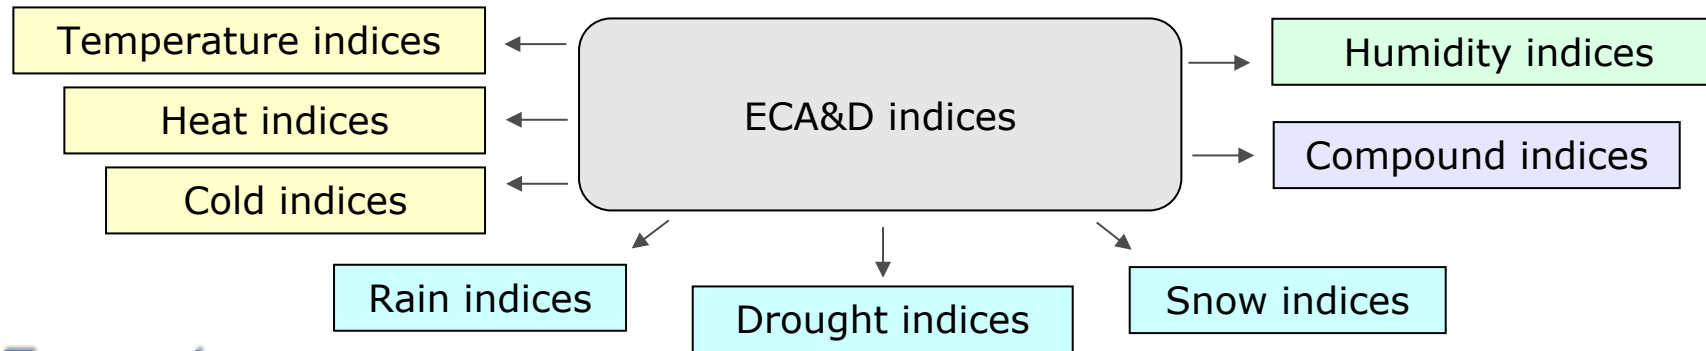 Temperature indices
Heat indices
Cold indices
ECA&D indices
Humidity indices
Compound indices
Rain indices
Drought indices
Snow indices